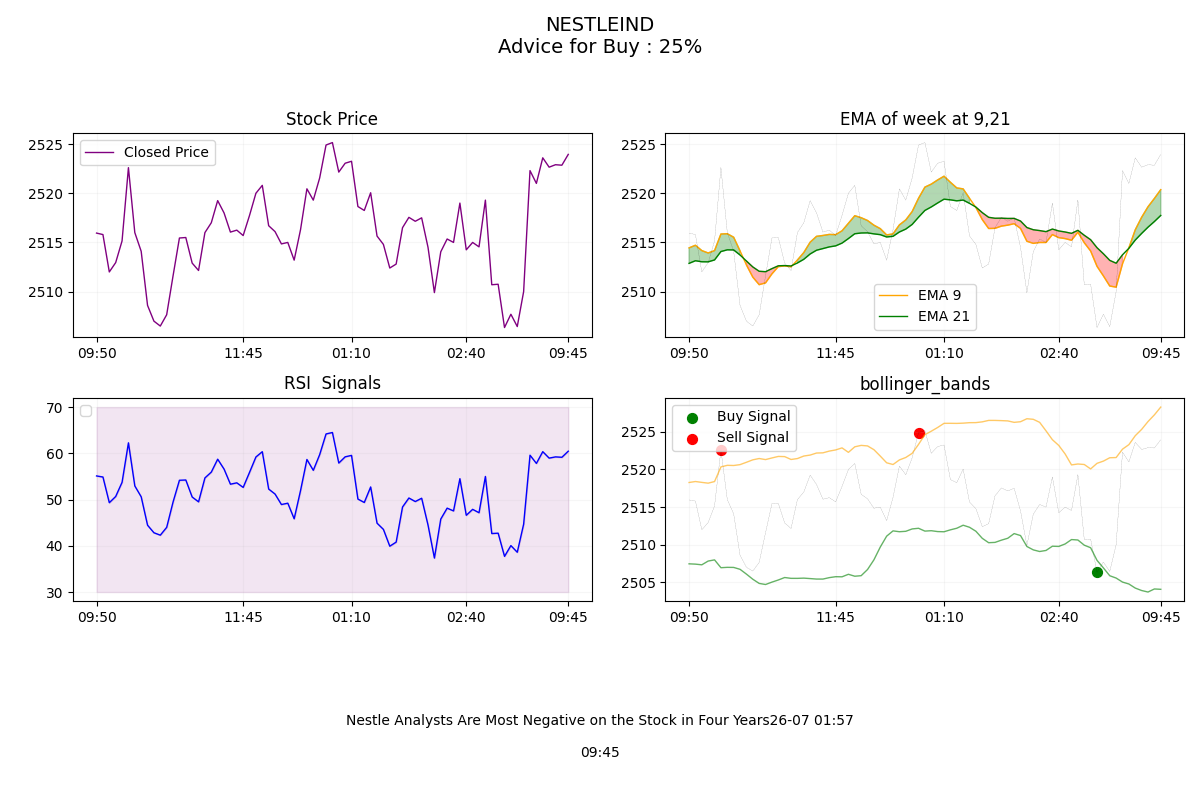 NESTLEIND
Advice for Buy : 25%
Stock Price
2525
2520
2515
2510
Closed Price
09:50 11:45 01:10 02:40 09:45
EMA of week at 9,21
2525
2520
2515
2510
EMA 9
EMA 21
09:50 11:45 01:10 02:40 09:45
RSI  Signals
70
60
50
40
30
09:50 11:45 01:10 02:40 09:45
bollinger_bands
Buy Signal
Sell Signal
2525
2520
2515
2510
2505
09:50 11:45 01:10 02:40 09:45
Nestle Analysts Are Most Negative on the Stock in Four Years26-07 01:57
09:45